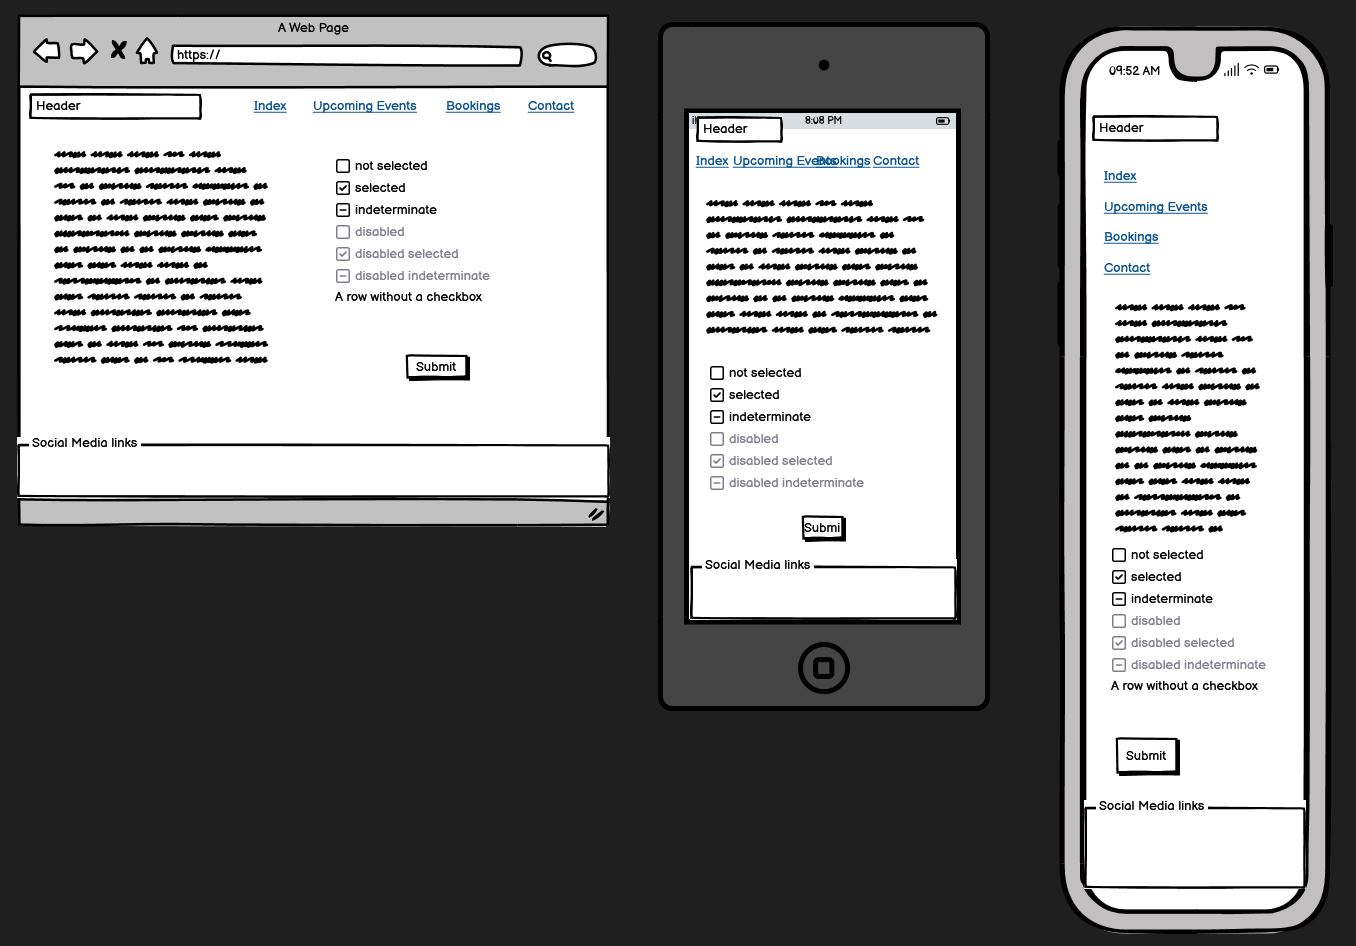 A Web Page
https://
Header
Index Upcoming Events Bookings Contact
not selected
selected
indeterminate
disabled
disabled selected
disabled indeterminate
A row without a checkbox
Submit
Social Media links
8:08 PM
Header
Index Upcoming Events Bookings Contact
not selected
selected
indeterminate
disabled
disabled selected
disabled indeterminate
Submi
Social Media links
09:52 AM
Header
Index
Upcoming Events
Bookings
Contact
not selected
selected
indeterminate
disabled
disabled selected
disabled indeterminate
A row without a checkbox
Submit
Social Media links